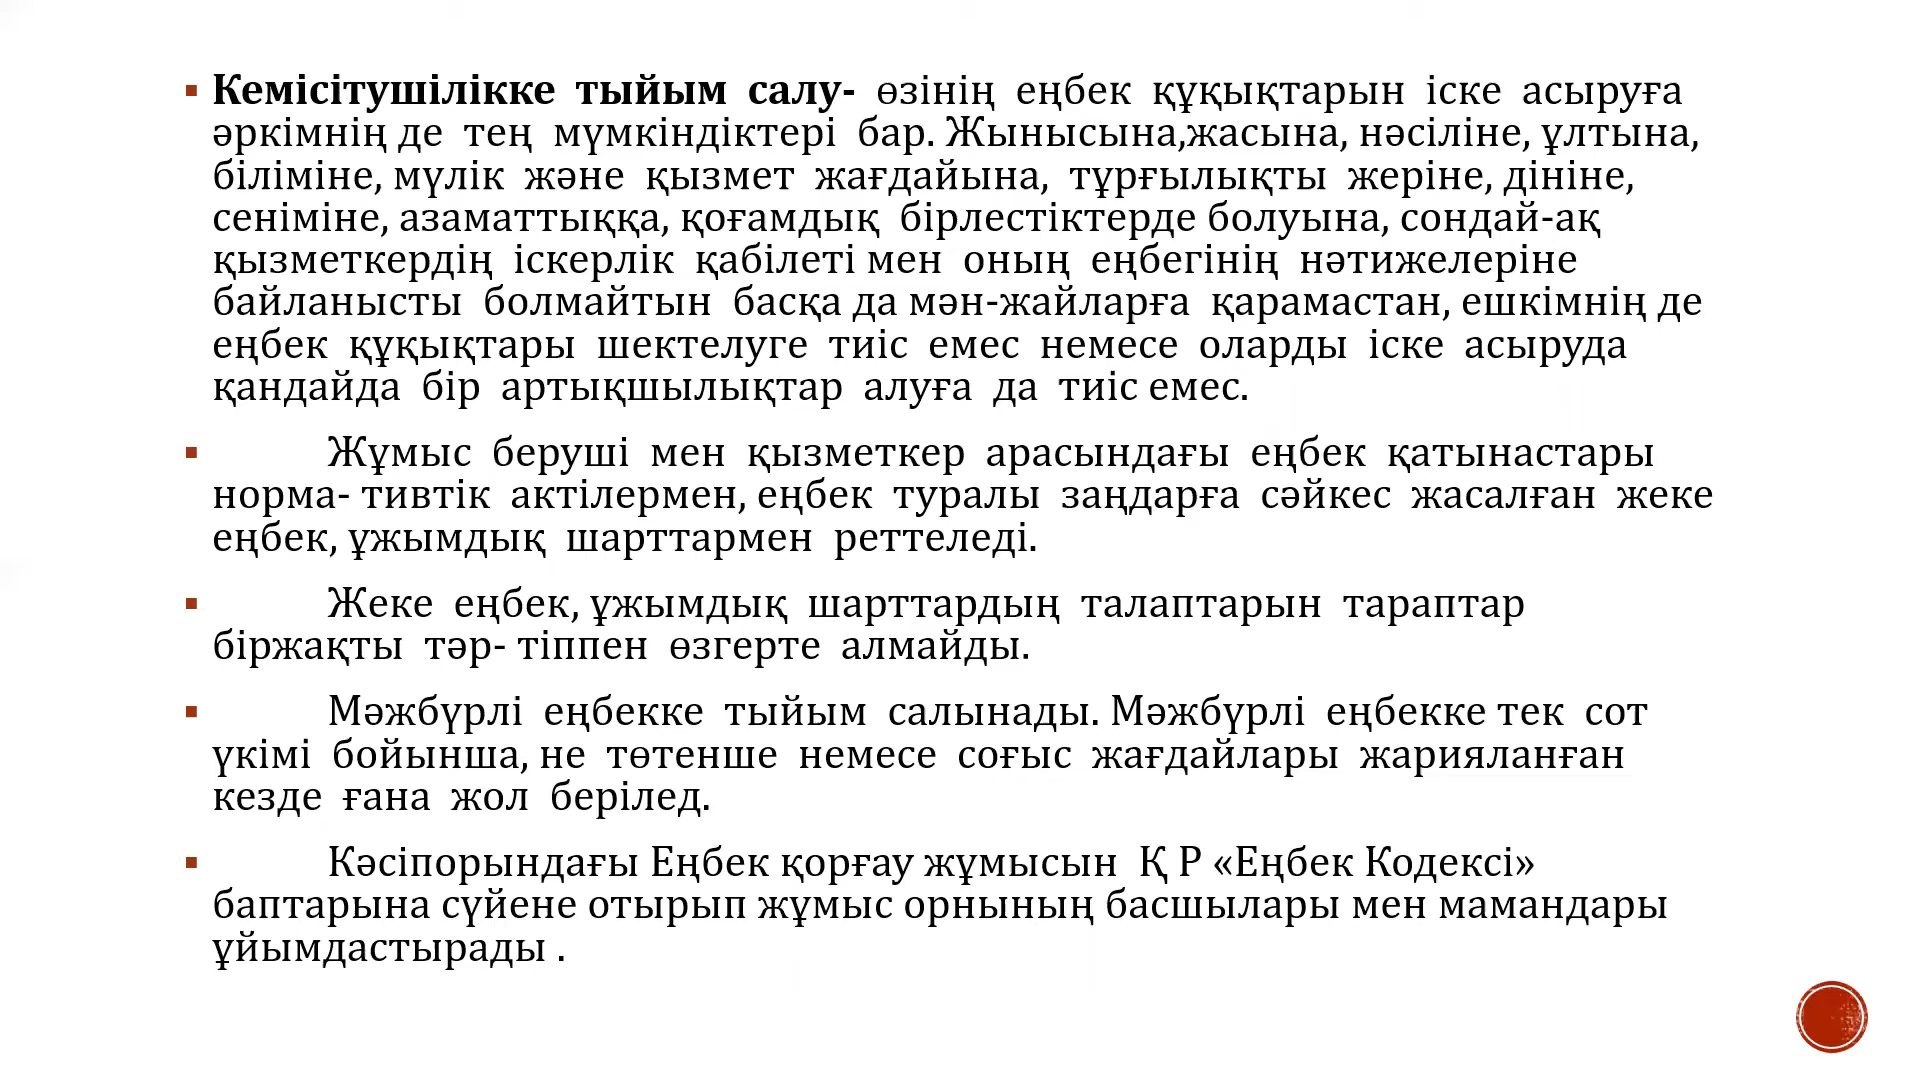 Кемісітушілікке тыйым салу- өзінің еңбек құқықтарын іске асыруға
әркімнің де тең мүмкіндіктері бар. Жынысына,жасына, нәсіліне, ұлтына,
біліміне, мүлік және қызмет жағдайына, тұрғылықты жеріне, дініне,
сеніміне, азаматтыққа, қоғамдық бірлестіктерде болуына, сондай-ақ
қызметкердің іскерлік қабілеті мен оның еңбегінің нәтижелеріне
байланысты болмайтын басқа да мән-жайларға қарамастан, ешкімнің де
еңбек құқықтары шектелуге тиіс емес немесе оларды іске асыруда
қандайда бір артықшылықтар алуға да тиіс емес.
Жұмыс беруші мен қызметкер арасындағы еңбек қатынастары
норма- тивтік актілермен, еңбек туралы заңдарға сәйкес жасалған жеке
еңбек, ұжымдық шарттармен реттеледі.
Жеке еңбек, ұжымдық шарттардың талаптарын тараптар
біржақты тәр- тіппен өзгерте алмайды.
Мәжбүрлі еңбекке тыйым салынады. Мәжбүрлі еңбекке тек сот
үкімі бойынша, не төтенше немесе соғыс жағдайлары жарияланған
кезде ғана жол берілед.
Кәсіпорындағы Еңбек қорғау жұмысын Қ Р «Еңбек Кодексі»
баптарына сүйене отырып жұмыс орнының басшылары мен мамандары
ұйымдастырады .